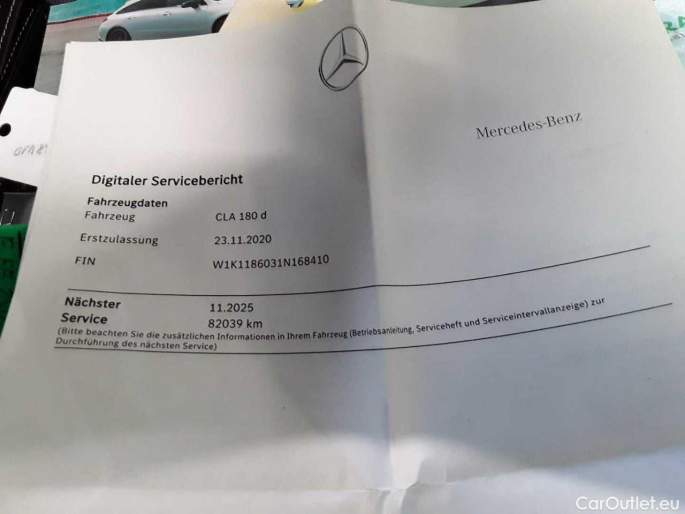 Mercedes-Benz
Digitaler Servicebericht
Fahrzeugdaten
Fahrzeug CLA 180 d
Erstzulassung 23.11.2020
FIN W1K1186031N168410
Nächster 11.2025
Service 82039 km
(Bitte beachten Sie die zusätzlichen Informationen in Ihrem Fahrzeug (Betriebsanleitung, Serviceheft und Serviceintervallanzeige) zur
Durchführung des nächsten Service)
CarOutlet.eu